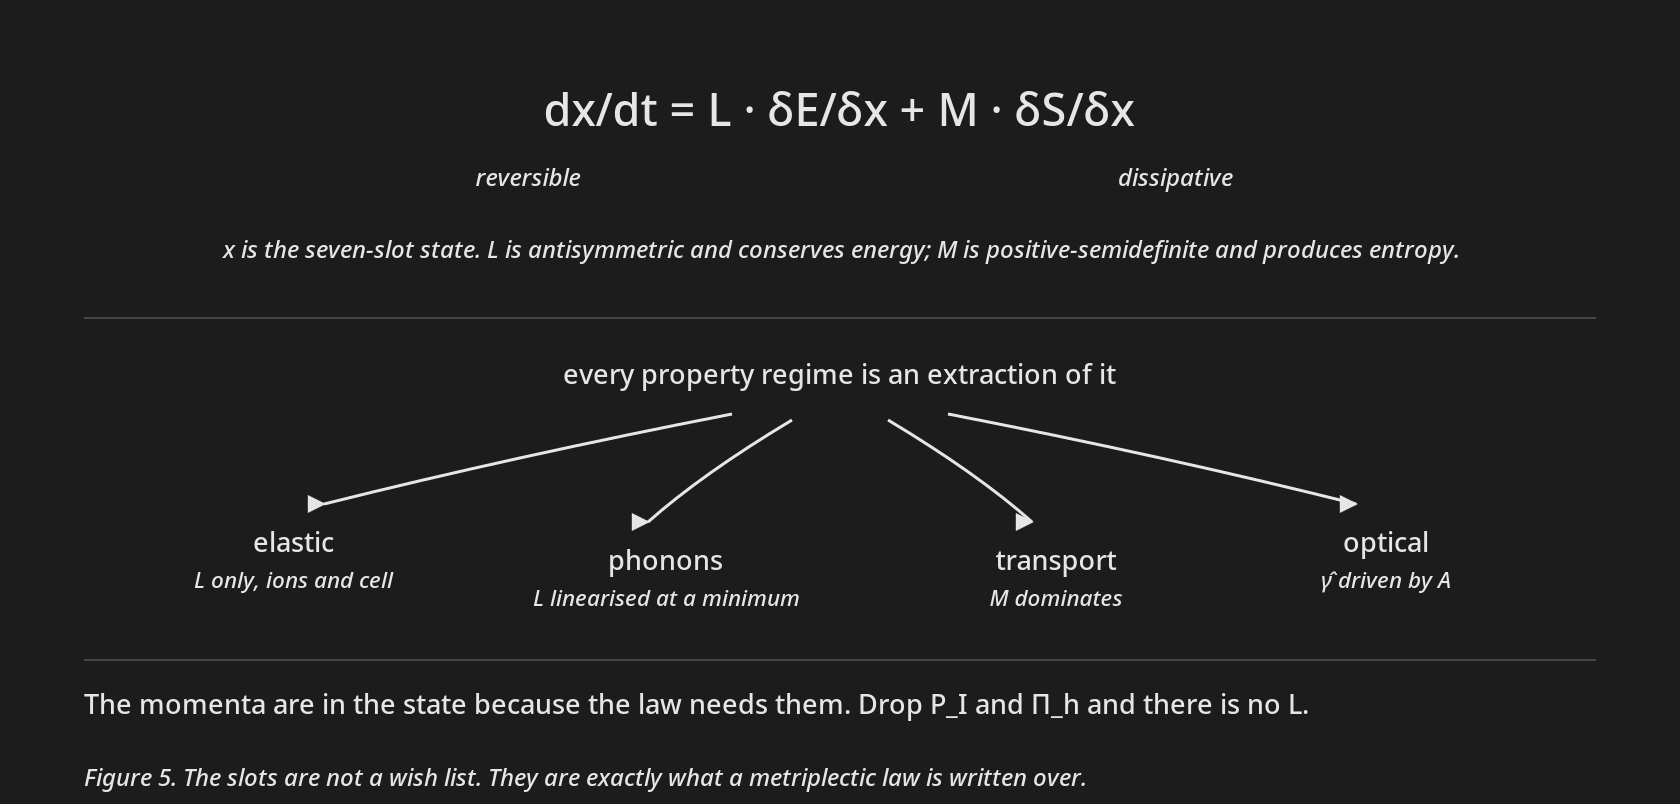 dx/dt = L · δE/δx + M · δS/δx
reversible
dissipative
x is the seven-slot state. L is antisymmetric and conserves energy; M is positive-semidefinite and produces entropy.
every property regime is an extraction of it
elastic
L only, ions and cell
phonons
L linearised at a minimum
transport
M dominates
optical
γ̂ driven by A
The momenta are in the state because the law needs them. Drop P_I and Π_h and there is no L.
Figure 5. The slots are not a wish list. They are exactly what a metriplectic law is written over.